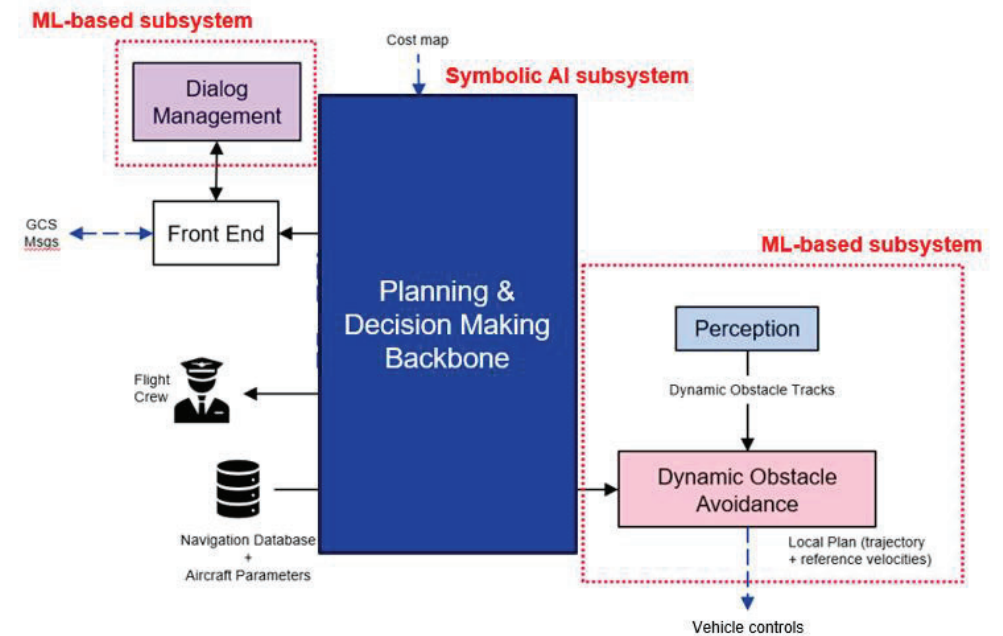 ML-based subsystem
Cost map
Symbolic AI subsystem
Dialog
Management
GCS
Msgs
Front End
ML-based subsystem
Planning &
Decision Making
Backbone
Perception
Flight
Crew
Dynamic Obstacle Tracks
Dynamic Obstacle
Avoidance
Navigation Database
+
Aircraft Parameters
Local Plan (trajectory
+ reference velocities)
Vehicle controls